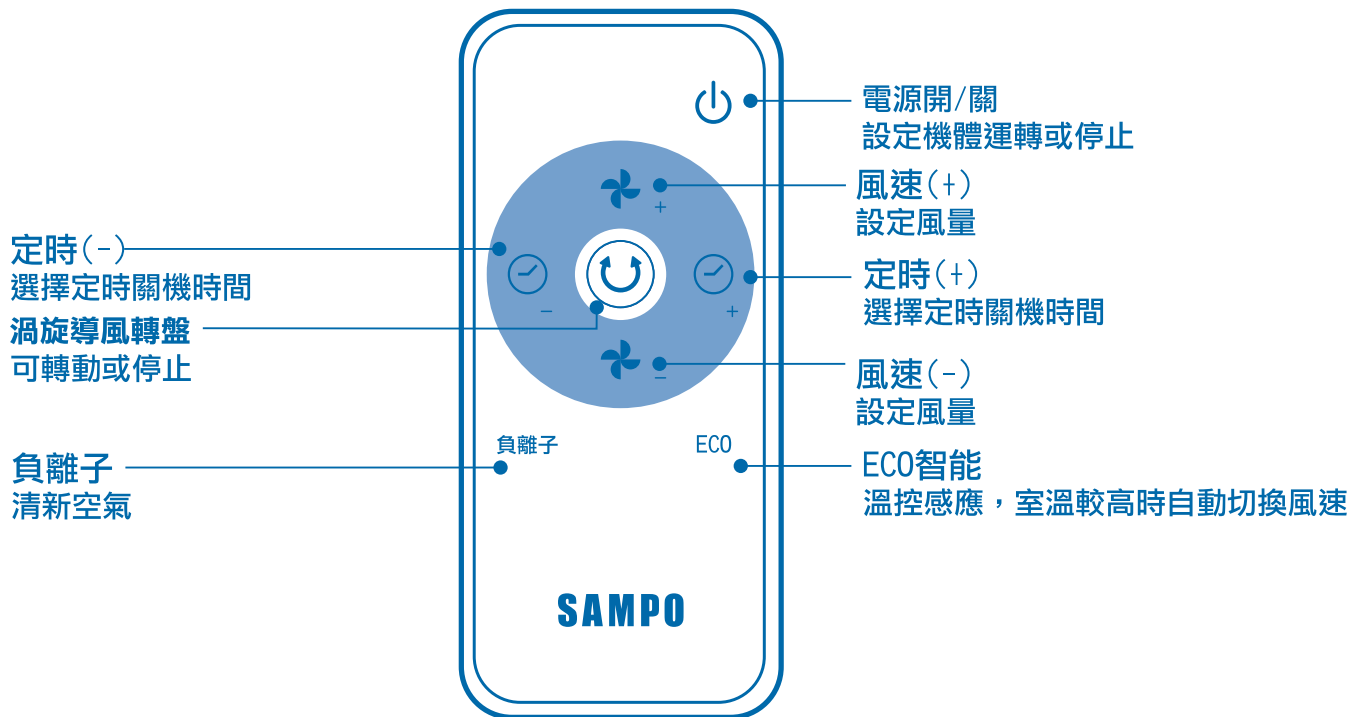 電源開/關
設定機體運轉或停止
風速(+)
設定風量
+
定時(-)
選擇定時關機時間
定時(+)
選擇定時關機時間
-
+
渦旋導風轉盤
可轉動或停止
風速(-)
設定風量
-
負離子
ECO
負離子
清新空氣
ECO智能
溫控感應，室溫較高時自動切換風速
SAMPO